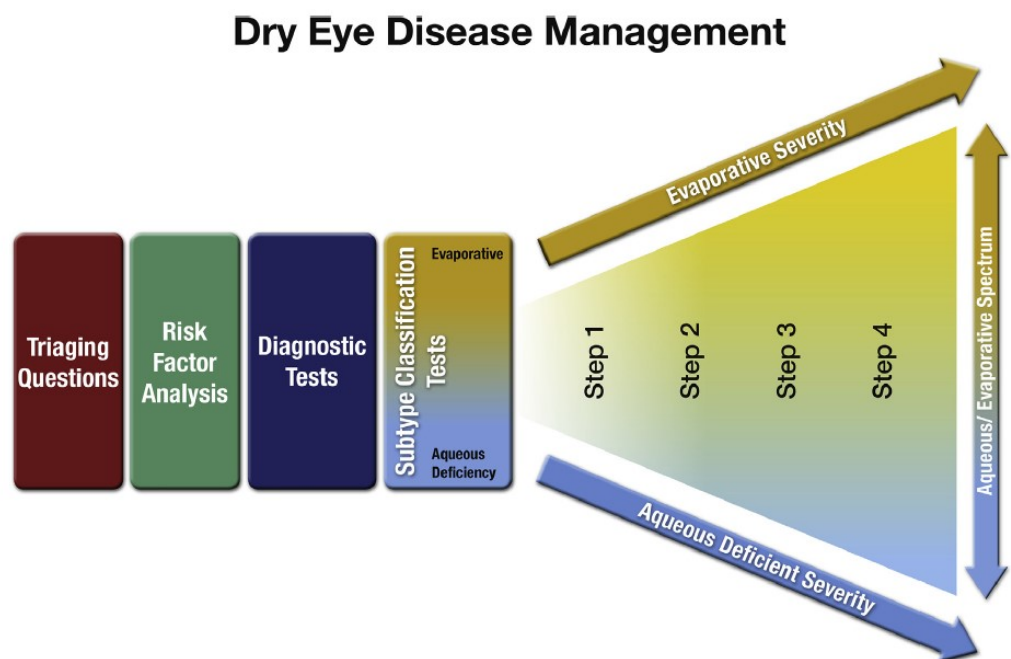 Dry Eye Disease Management
Triaging
Questions
Risk
Factor
Analysis
Diagnostic
Tests
Subtype Classification
Tests
Evaporative
Aqueous
Deficiency
Evaporative Severity
Step 1
Step 2
Step 3
Step 4
Aqueous Deficient Severity
Aqueous/ Evaporative Spectrum